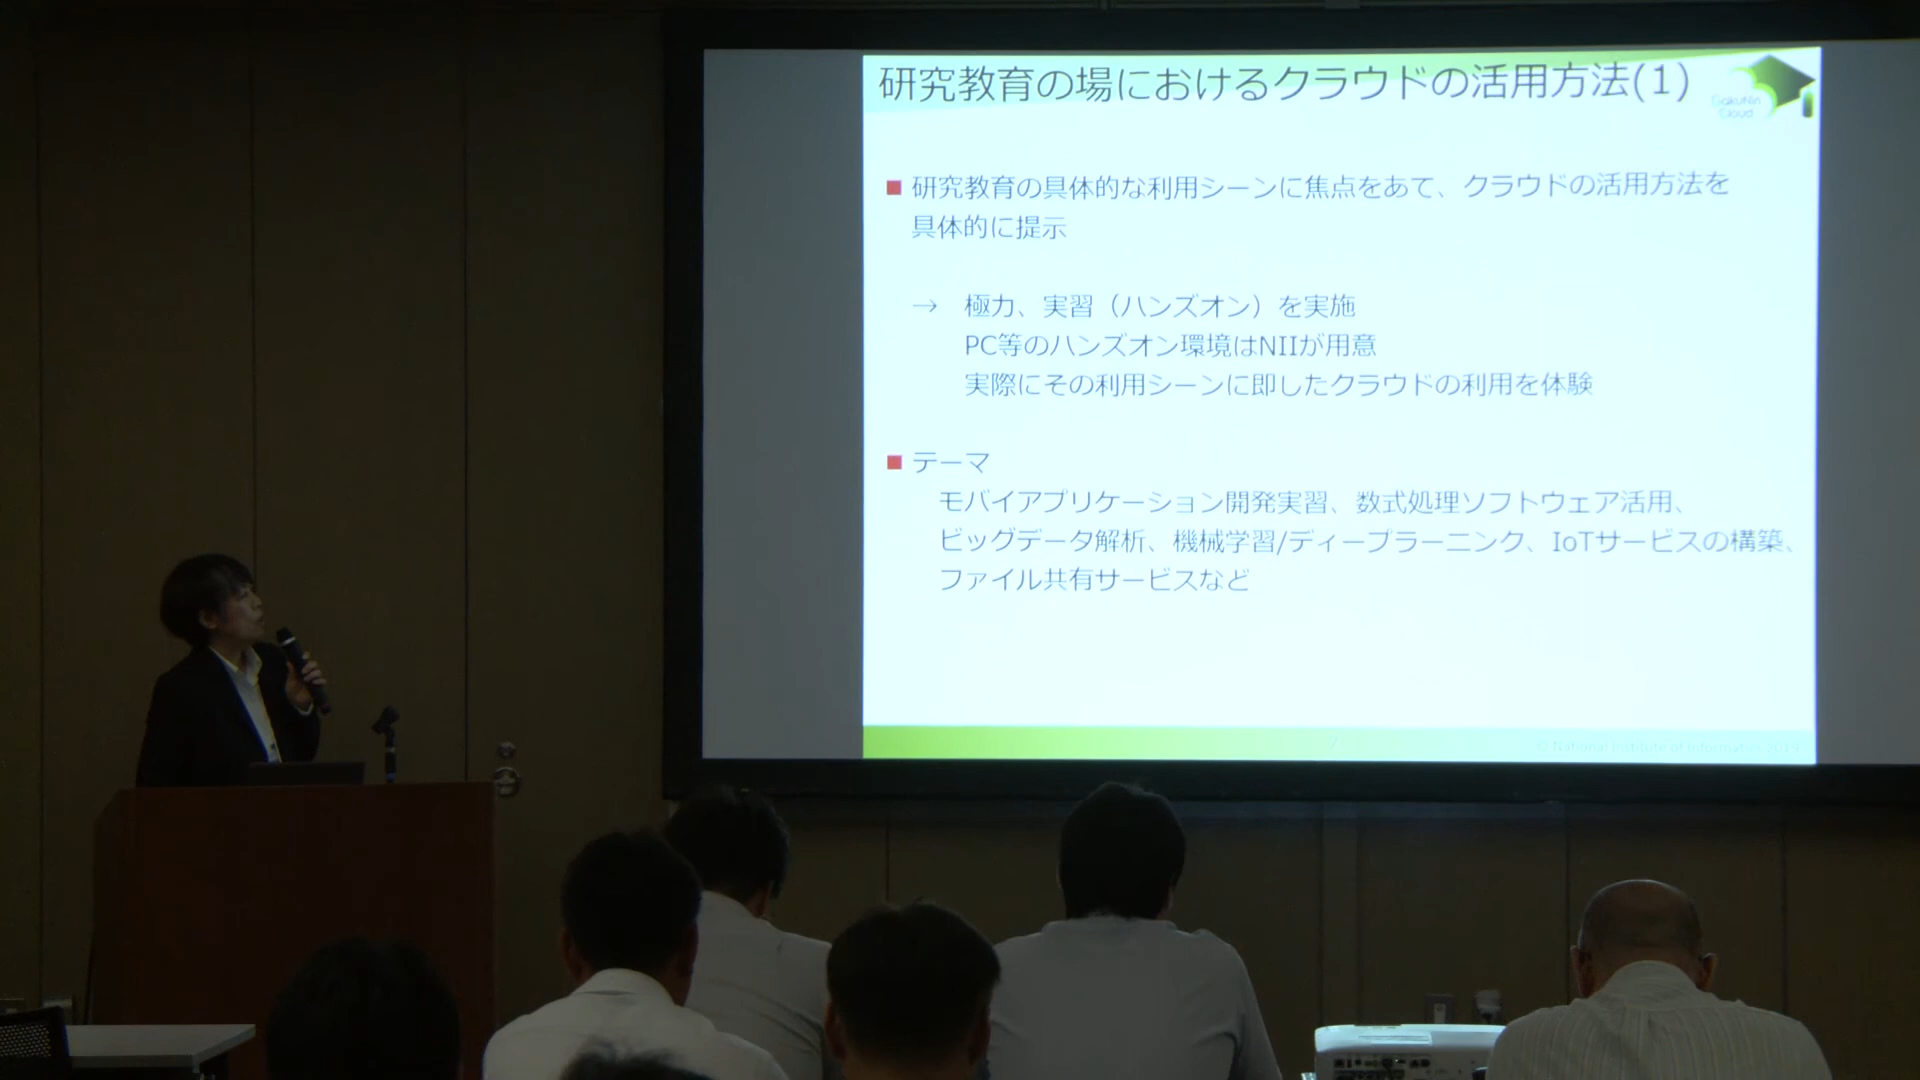 研究教育の場におけるクラウドの活用方法(1)
GakuNin
Cloud
■ 研究教育の具体的な利用シーンに焦点をあて、クラウドの活用方法を
具体的に提示
→ 極力、実習（ハンズオン）を実施
PC等のハンズオン環境はNIIが用意
実際にその利用シーンに即したクラウドの利用を体験
■ テーマ
モバイアプリケーション開発実習、数式処理ソフトウェア活用、
ビッグデータ解析、機械学習/ディープラーニンク、IoTサービスの構築、
ファイル共有サービスなど
7
© National Institute of Informatics 2019